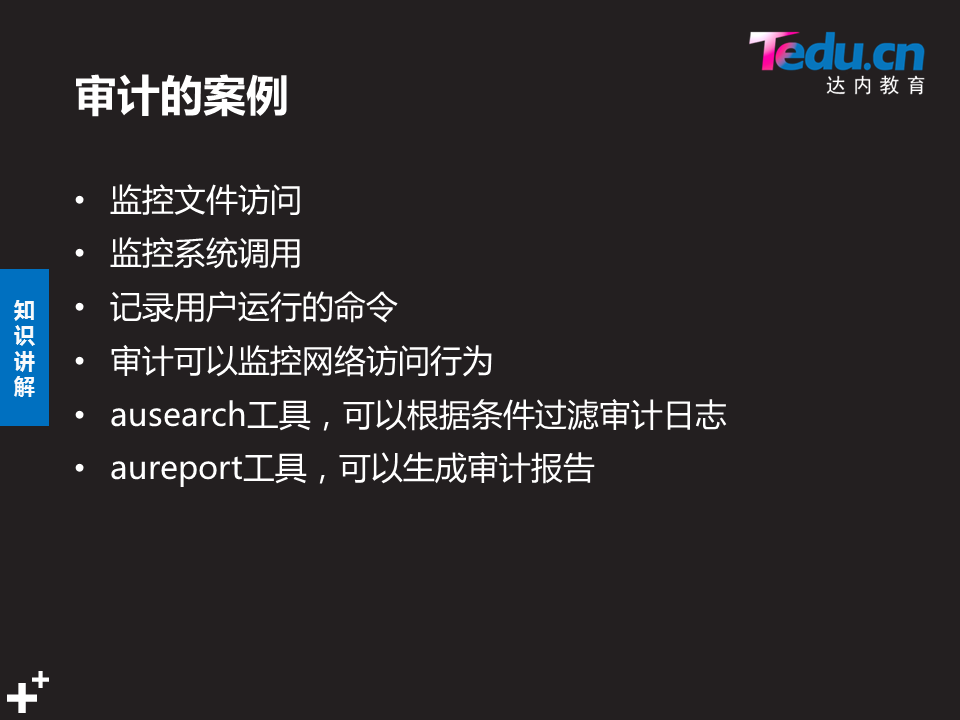 Tedu.cn
达内教育
审计的案例
• 监控文件访问
• 监控系统调用
• 记录用户运行的命令
• 审计可以监控网络访问行为
• ausearch工具，可以根据条件过滤审计日志
• aureport工具，可以生成审计报告
知识讲解